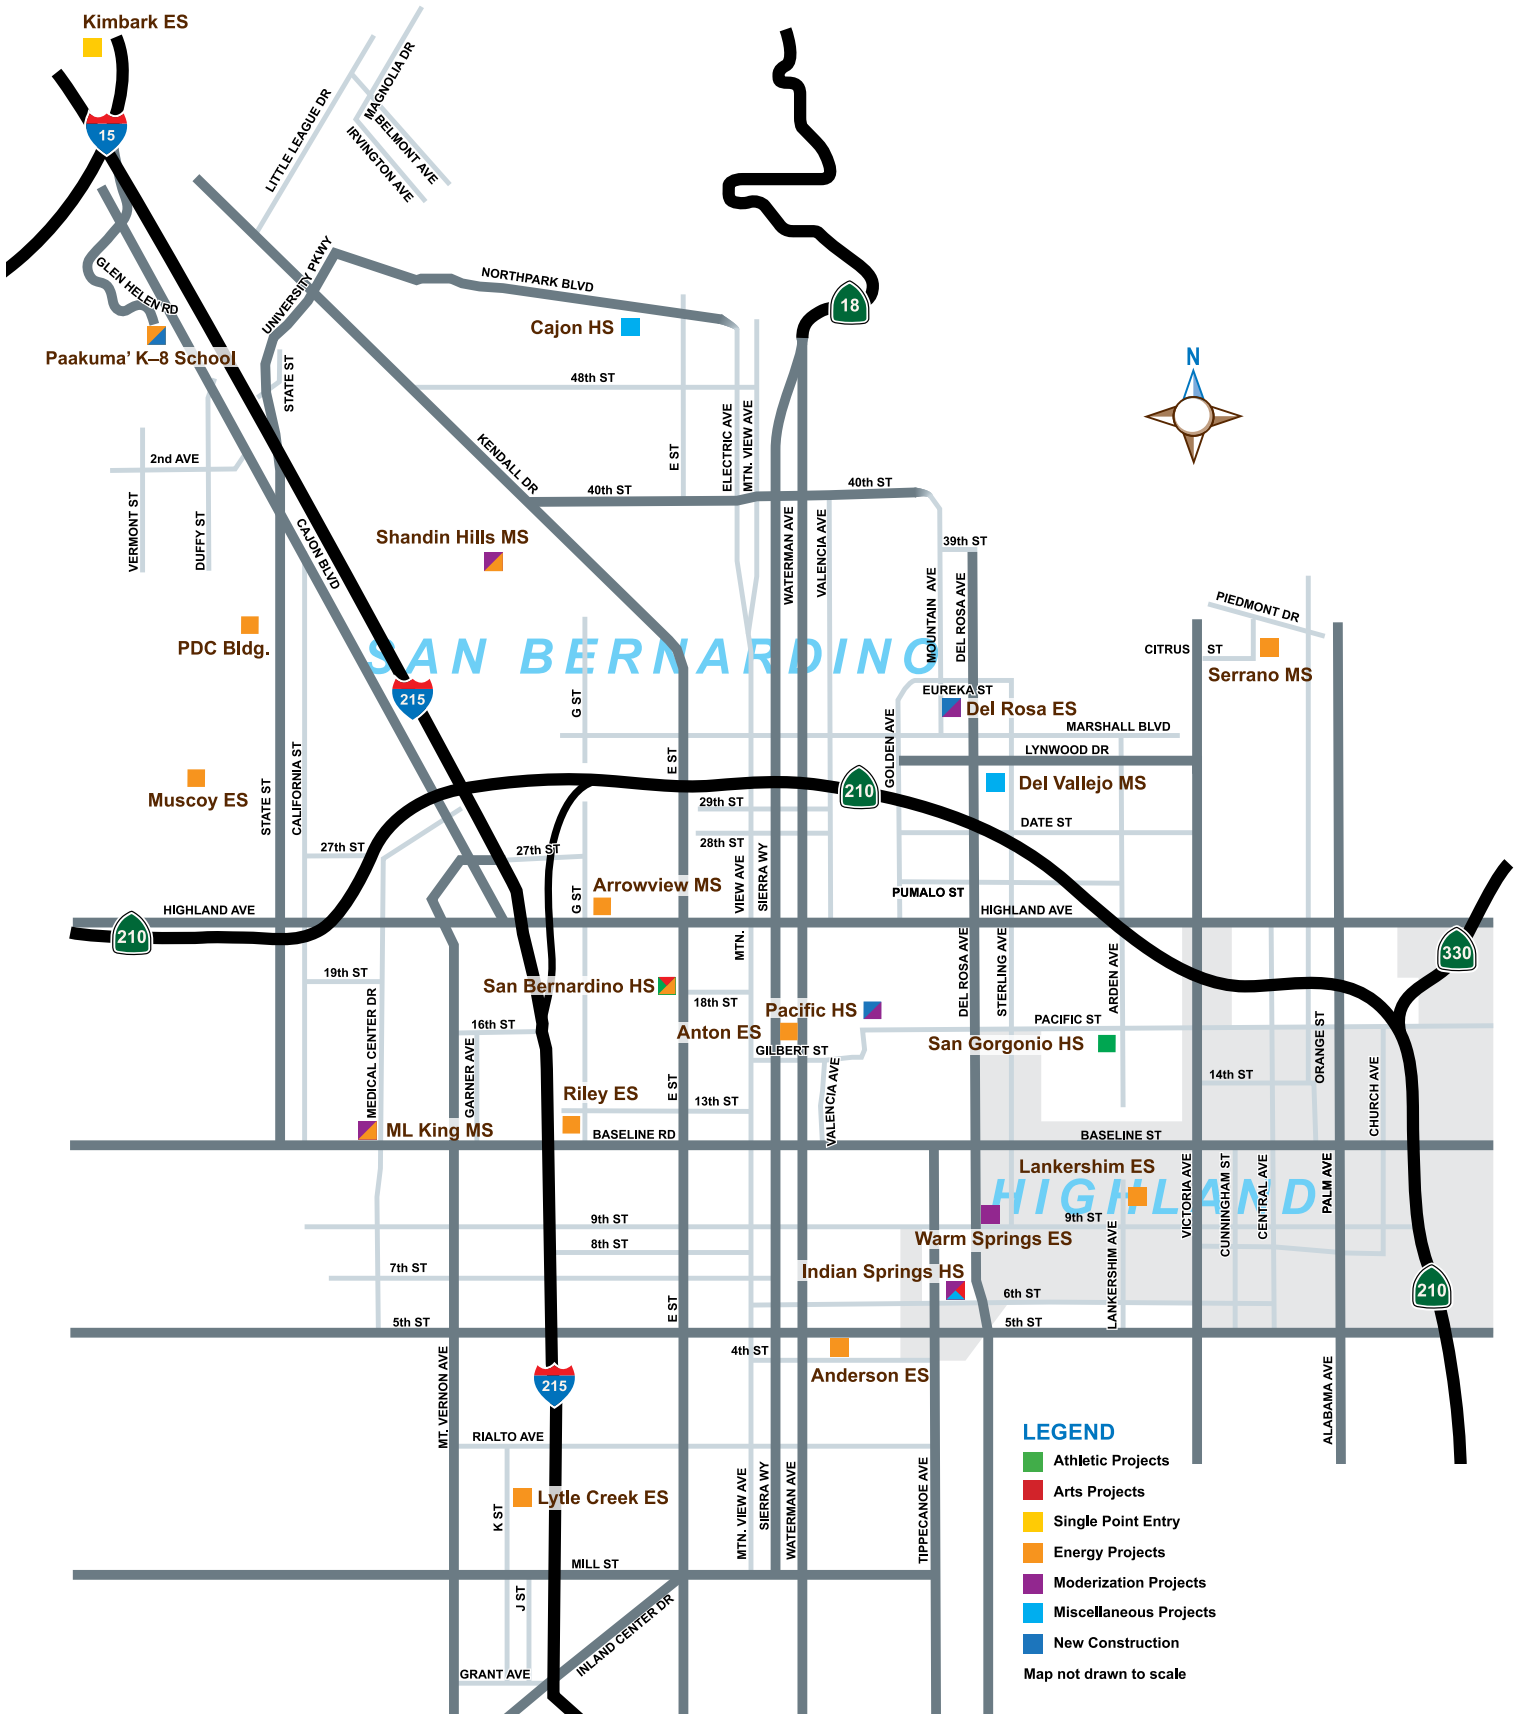 Kimbark ES
15
LITTLE LEAGUE DR
MAGNOLIA DR
BELMONT AVE
IRVINGTON AVE
GLEN HELEN RD
UNIVERSITY PKWY
NORTHPARK BLVD
18
Cajon HS
Paakuma' K–8 School
STATE ST
48th ST
N
2nd AVE
VERMONT ST
DUFFY ST
KENDALL DR
E ST
ELECTRIC AVE
MTN. VIEW AVE
40th ST
40th ST
CAJON BLVD
Shandin Hills MS
WATERMAN AVE
VALENCIA AVE
39th ST
MOUNTAIN AVE
DEL ROSA AVE
PIEDMONT DR
PDC Bldg.
SAN BERNARDINO
CITRUS ST
Serrano MS
215
G ST
EUREKA ST
Del Rosa ES
GOLDEN AVE
MARSHALL BLVD
LYNWOOD DR
E ST
Muscoy ES
STATE ST
CALIFORNIA ST
210
Del Vallejo MS
29th ST
28th ST
DATE ST
27th ST
27th ST
MTN. VIEW AVE
SIERRA WY
PUMALO ST
Arrowview MS
G ST
HIGHLAND AVE
HIGHLAND AVE
210
330
19th ST
MEDICAL CENTER DR
San Bernardino HS
18th ST
DEL ROSA AVE
STERLING AVE
ARDEN AVE
Pacific HS
Anton ES
16th ST
GILBERT ST
PACIFIC ST
San Gorgonio HS
ORANGE ST
GARNER AVE
VALENCIA AVE
14th ST
CHURCH AVE
Riley ES
E ST
13th ST
ML King MS
BASELINE RD
BASELINE ST
Lankershim ES
HIGHLAND
VICTORIA AVE
CUNNINGHAM ST
CENTRAL AVE
PALM AVE
9th ST
9th ST
Warm Springs ES
8th ST
7th ST
Indian Springs HS
LANKERSHIM AVE
210
6th ST
E ST
5th ST
5th ST
4th ST
Anderson ES
215
MT. VERNON AVE
ALABAMA AVE
RIALTO AVE
K ST
Lytle Creek ES
MTN. VIEW AVE
SIERRA WY
WATERMAN AVE
TIPPECANOE AVE
MILL ST
J ST
INLAND CENTER DR
GRANT AVE
LEGEND
Athletic Projects
Arts Projects
Single Point Entry
Energy Projects
Moderization Projects
Miscellaneous Projects
New Construction
Map not drawn to scale